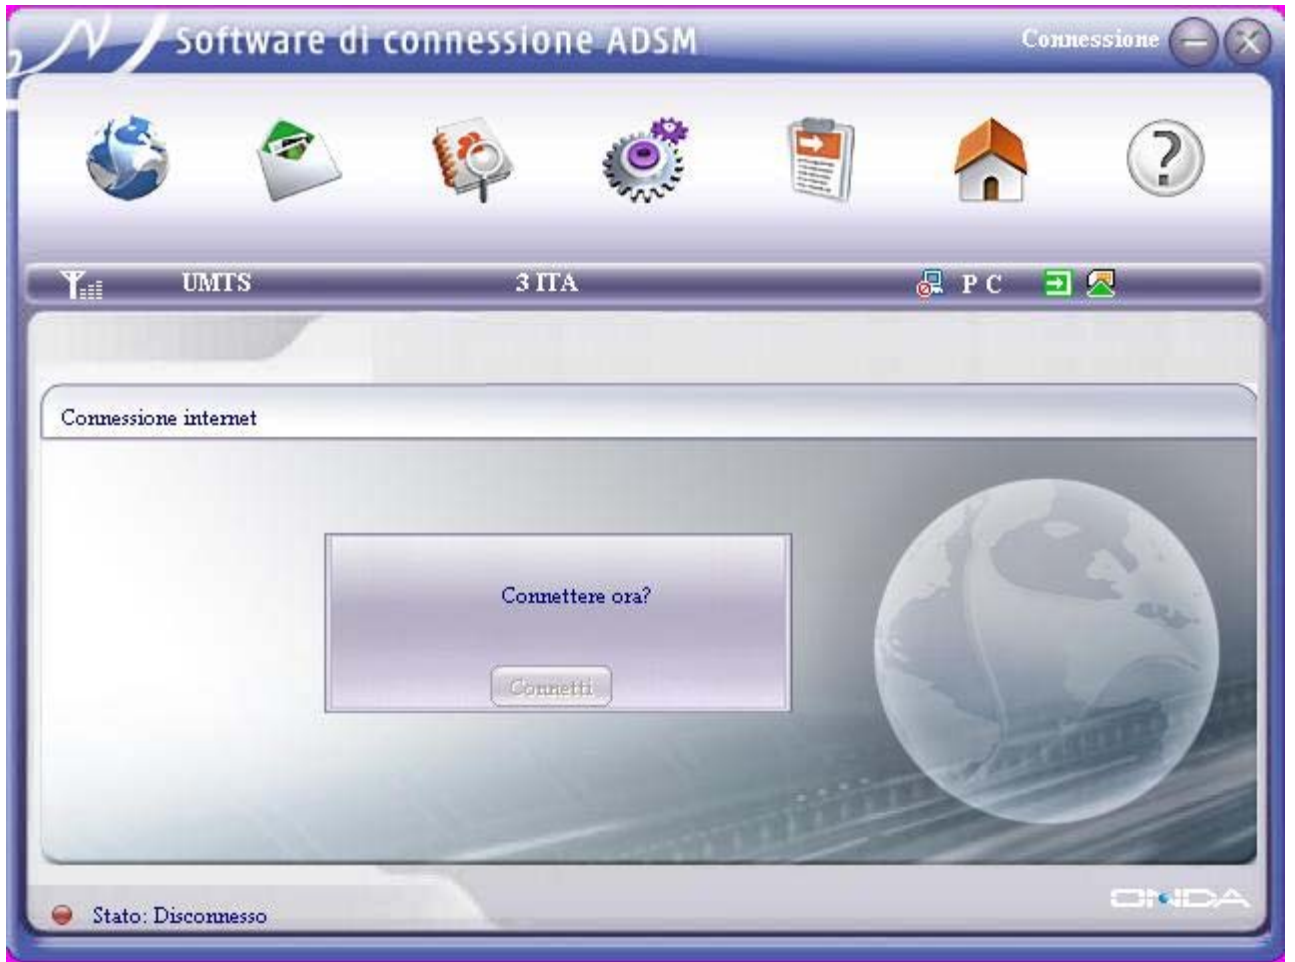 Software di connessione ADSM
Connessione
?
UMTS
3 ITA
P C
Connessione internet
Connettere ora?
Connetti
Stato: Disconnesso
ONDA